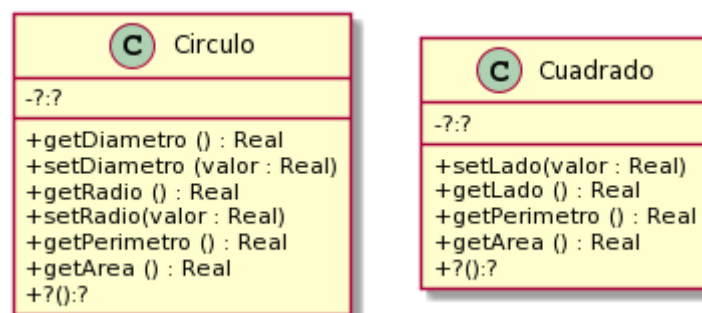 C Circulo
-?:?
+getDiametro () : Real
+setDiametro (valor : Real)
+getRadio () : Real
+setRadio(valor : Real)
+getPerimetro () : Real
+getArea () : Real
+?():?
C Cuadrado
-?:?
+setLado(valor : Real)
+getLado () : Real
+getPerimetro () : Real
+getArea () : Real
+?():?